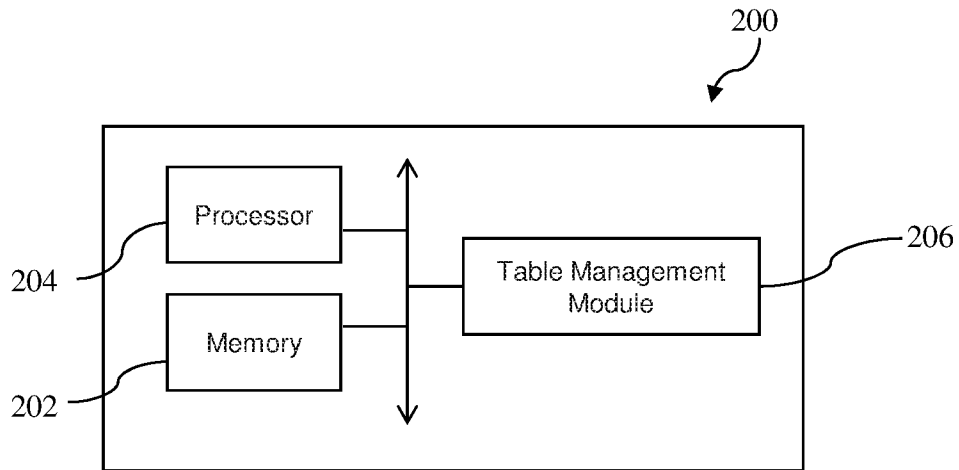 200
Processor
204
Table Management
Module
206
Memory
202